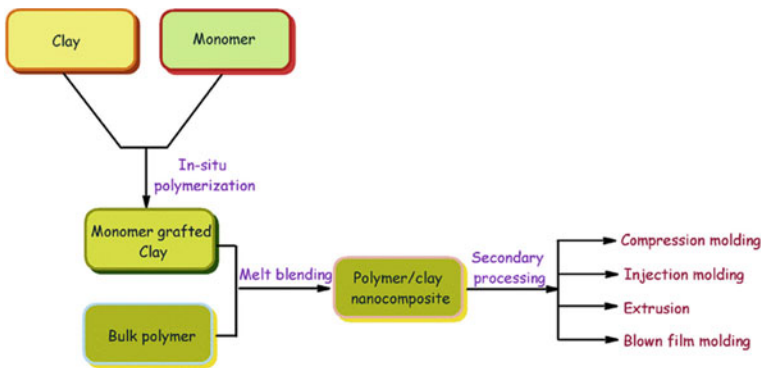 Clay
Monomer
In-situ
polymerization
Monomer grafted
Clay
Melt blending
Bulk polymer
Polymer/clay
nanocomposite
Secondary
processing
Compression molding
Injection molding
Extrusion
Blown film molding